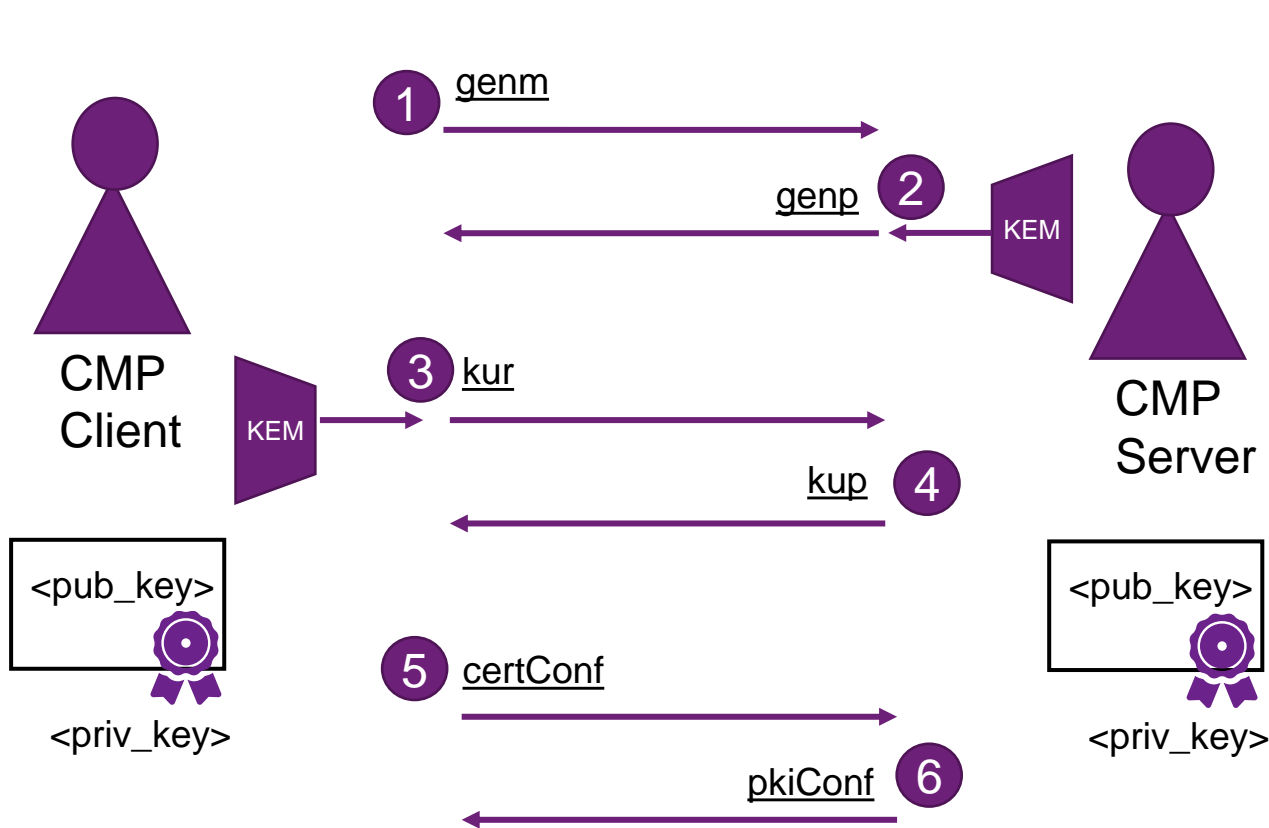 1
genm
genp
2
KEM
CMP
Client
KEM
3
kur
CMP
Server
kup
4
<pub_key>
<priv_key>
<pub_key>
<priv_key>
5
certConf
pkiConf
6